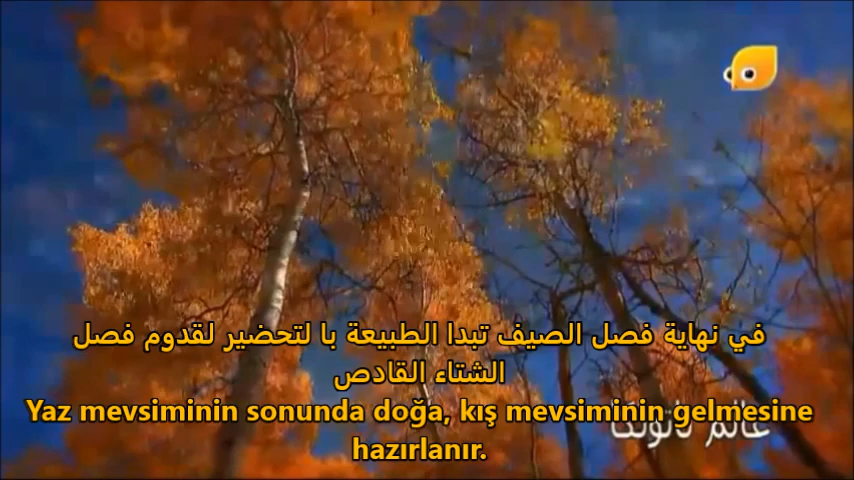 في نهاية فصل الصيف تبدا الطبيعة با لتحضير لقدوم فصل
الشتاء القادص
Yaz mevsiminin sonunda doğa, kış mevsiminin gelmesine
hazırlanır.
عالم